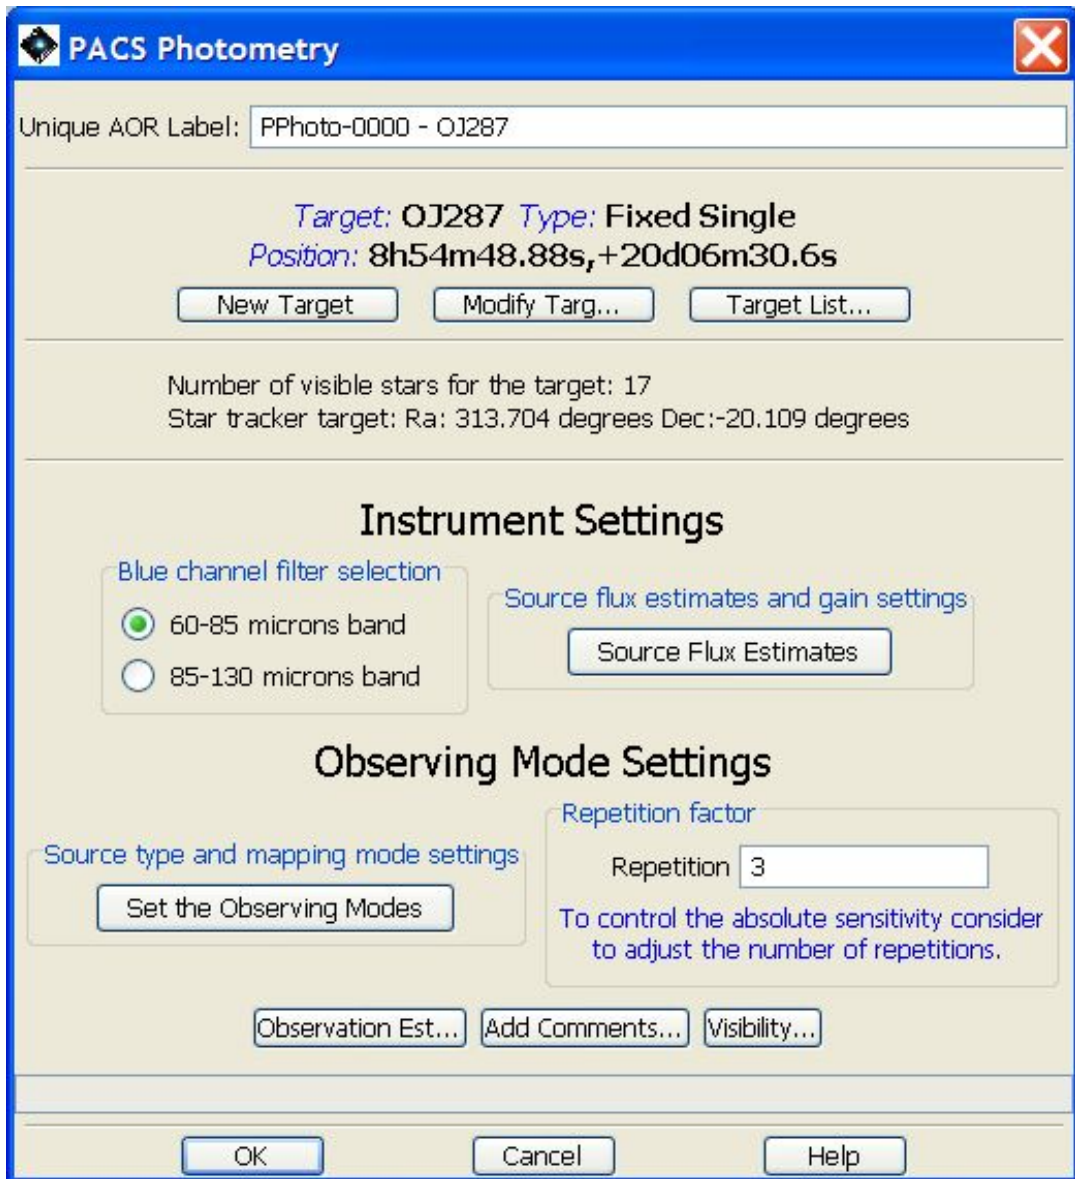 PACS Photometry
Unique AOR Label: PPhoto-0000 - OJ287
Target: OJ287 Type: Fixed Single
Position: 8h54m48.88s,+20d06m30.6s
New Target Modify Targ... Target List...
Number of visible stars for the target: 17
Star tracker target: Ra: 313.704 degrees Dec:-20.109 degrees
Instrument Settings
Blue channel filter selection
60-85 microns band
85-130 microns band
Source flux estimates and gain settings
Source Flux Estimates
Observing Mode Settings
Source type and mapping mode settings
Set the Observing Modes
Repetition factor
Repetition 3
To control the absolute sensitivity consider
to adjust the number of repetitions.
Observation Est... Add Comments... Visibility...
OK Cancel Help